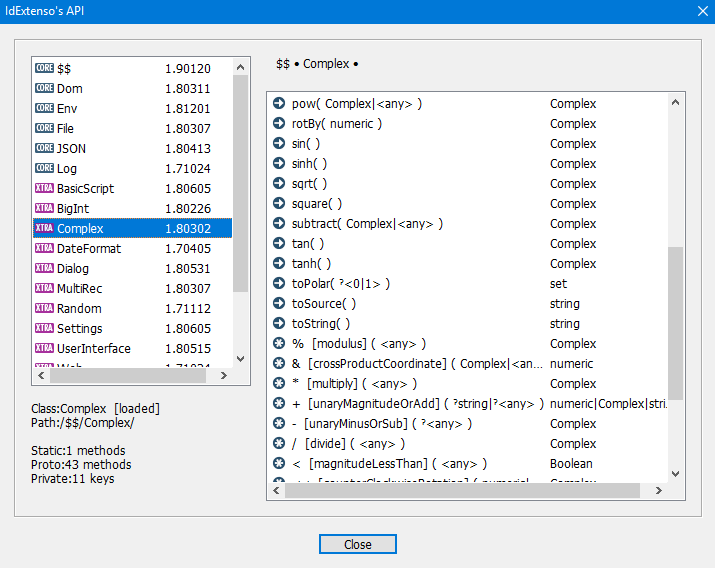 IdExtenso's API
CORE $$ 1.90120
CORE Dom 1.80311
CORE Env 1.81201
CORE File 1.80307
CORE JSON 1.80413
CORE Log 1.71024
XTRA BasicScript 1.80605
XTRA BigInt 1.80226
XTRA Complex 1.80302
XTRA DateFormat 1.70405
XTRA Dialog 1.80531
XTRA MultiRec 1.80307
XTRA Random 1.71112
XTRA Settings 1.80605
XTRA UserInterface 1.80515
Class:Complex [loaded]
Path:/$$/Complex/
Static:1 methods
Proto:43 methods
Private:11 keys
$$ • Complex •
pow( Complex|<any> ) Complex
rotBy( numeric ) Complex
sin( ) Complex
sinh( ) Complex
sqrt( ) Complex
square( ) Complex
subtract( Complex|<any> ) Complex
tan( ) Complex
tanh( ) Complex
toPolar( ?<0|1> ) set
toSource( ) string
toString( ) string
% [modulus] ( <any> ) Complex
& [crossProductCoordinate] ( Complex|<an... numeric
* [multiply] ( <any> ) Complex
+ [unaryMagnitudeOrAdd] ( ?string|?<any> ) numeric|Complex|stri
- [unaryMinusOrSub] ( ?<any> ) Complex
/ [divide] ( <any> ) Complex
< [magnitudeLessThan] ( <any> ) Boolean
Close